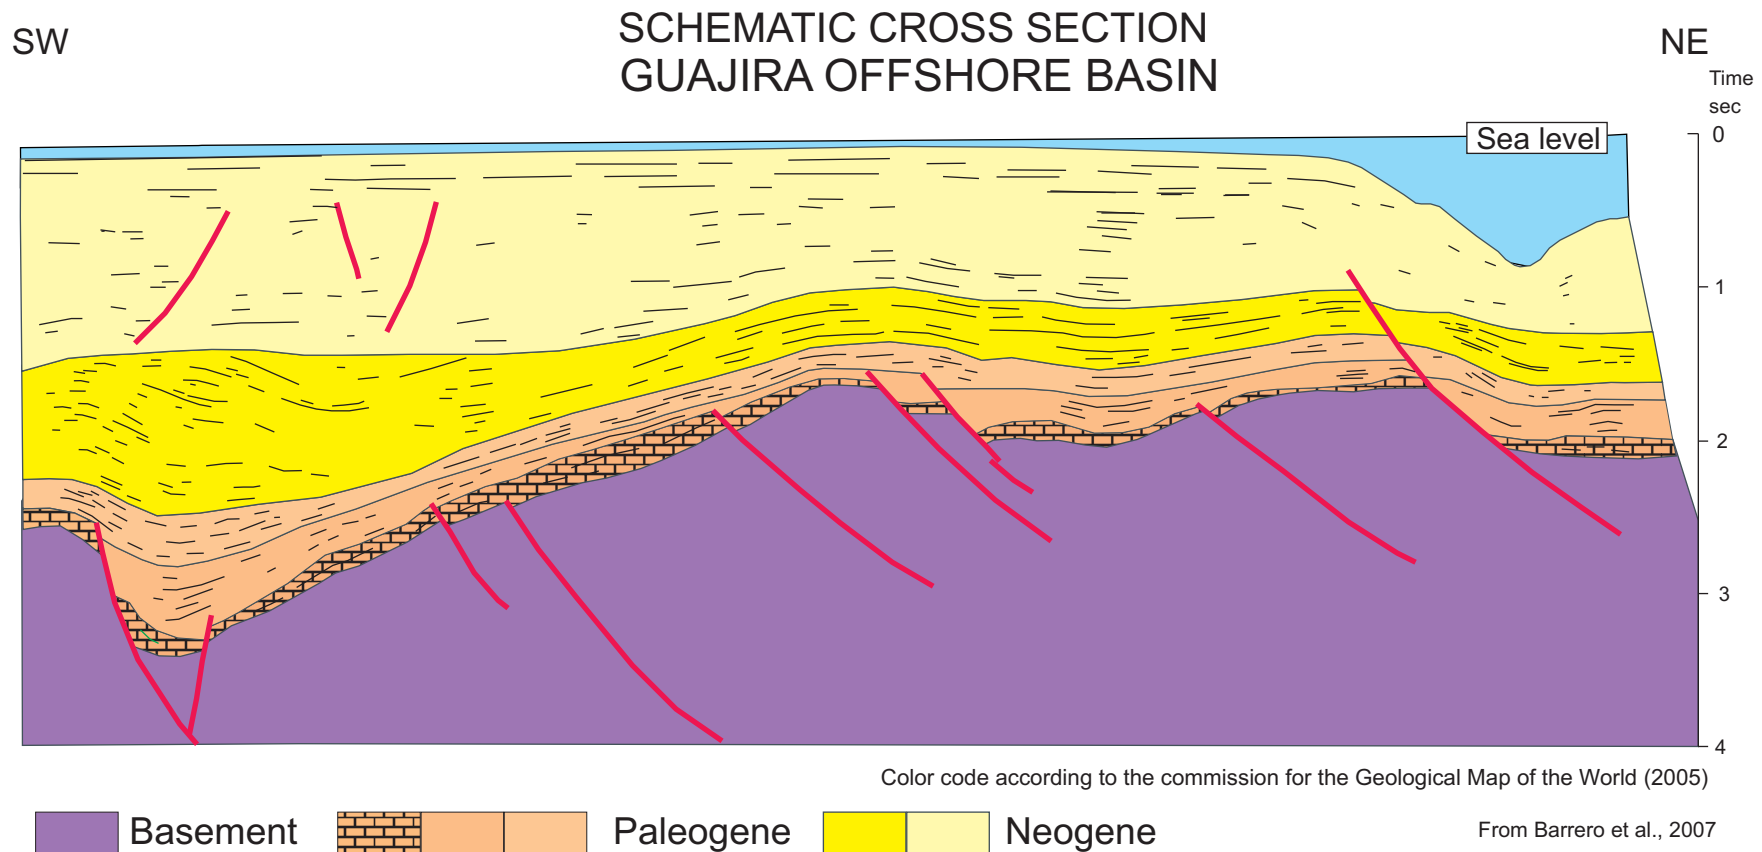 SCHEMATIC CROSS SECTION
GUAJIRA OFFSHORE BASIN
SW
NE
Time
sec
Sea level
0
1
2
3
4
Color code according to the commission for the Geological Map of the World (2005)
Basement
Paleogene
Neogene
From Barrero et al., 2007